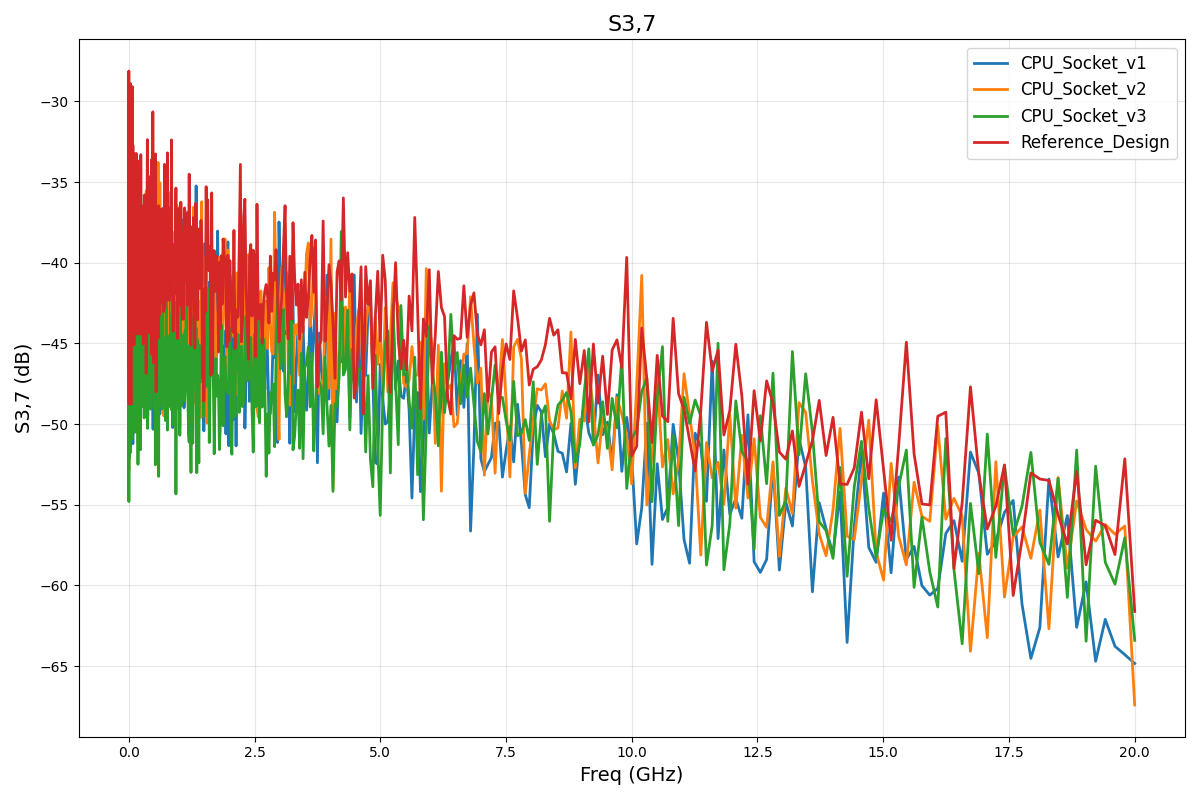 S3,7
CPU_Socket_v1
CPU_Socket_v2
CPU_Socket_v3
Reference_Design
−30
−35
−40
−45
−50
−55
−60
−65
S3,7 (dB)
0.0
2.5
5.0
7.5
10.0
12.5
15.0
17.5
20.0
Freq (GHz)